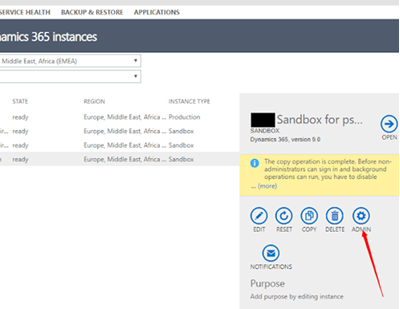 SERVICE HEALTH BACKUP & RESTORE APPLICATIONS
namics 365 instances
Middle East, Africa (EMEA)
STATE REGION INSTANCE TYPE
ready Europe, Middle East, Africa ... Production
ir... ready Europe, Middle East, Africa ... Sandbox
ready Europe, Middle East, Africa ... Sandbox
ready Europe, Middle East, Africa ... Sandbox
Sandbox for ps...
SANDBOX
Dynamics 365, version 9.0
OPEN
The copy operation is complete. Before non-
administrators can sign in and background
operations can run, you have to disable
... (more)
EDIT RESET COPY DELETE ADMIN
NOTIFICATIONS
Purpose
Add purpose by editing instance